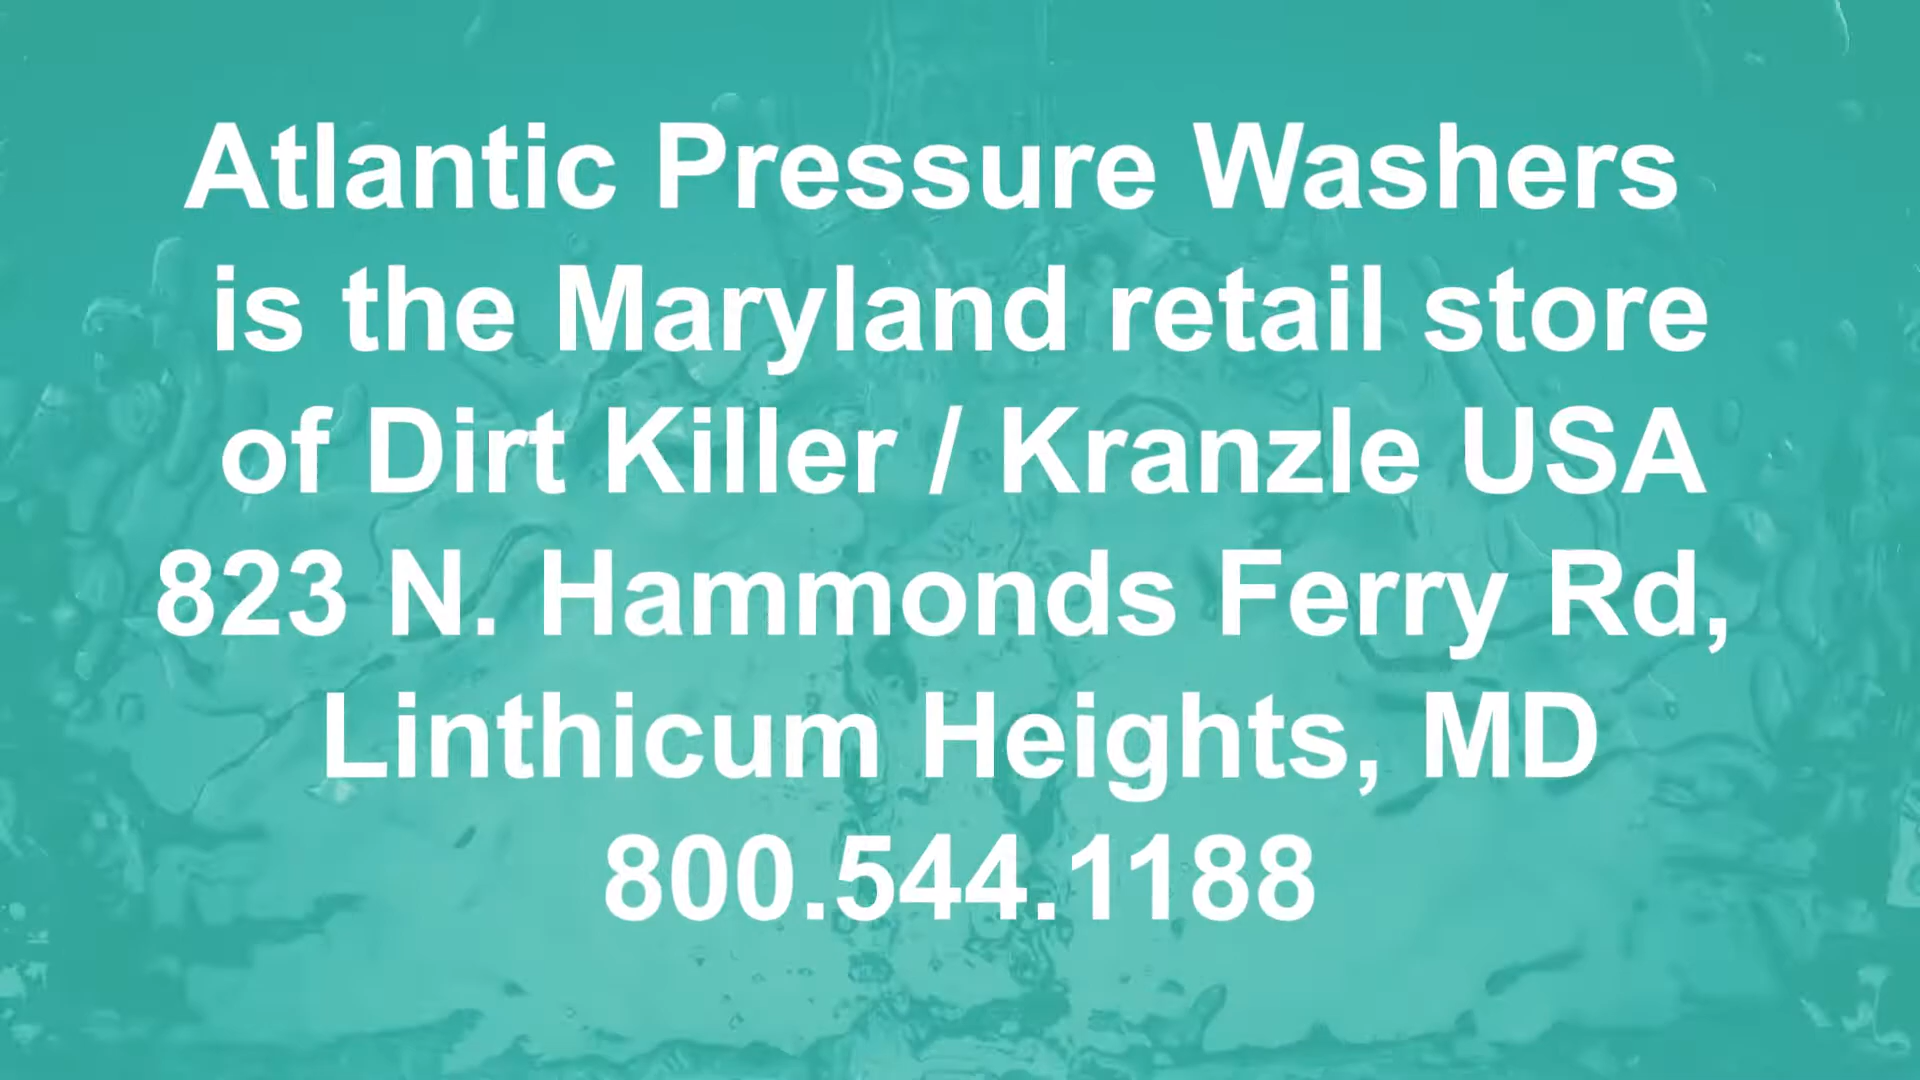 Atlantic Pressure Washers
is the Maryland retail store
of Dirt Killer / Kranzle USA
823 N. Hammonds Ferry Rd,
Linthicum Heights, MD
800.544.1188